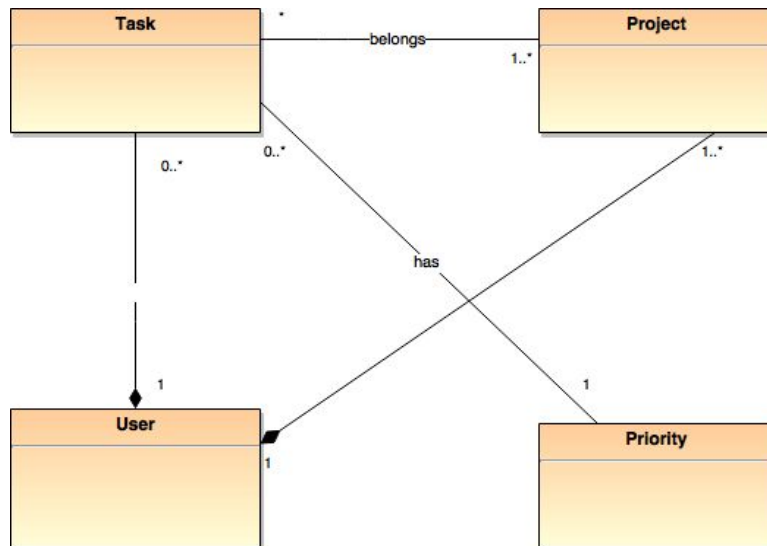 Task
*
Project
belongs
1..*
0..*
0..*
1..*
has
1
1
User
1
Priority